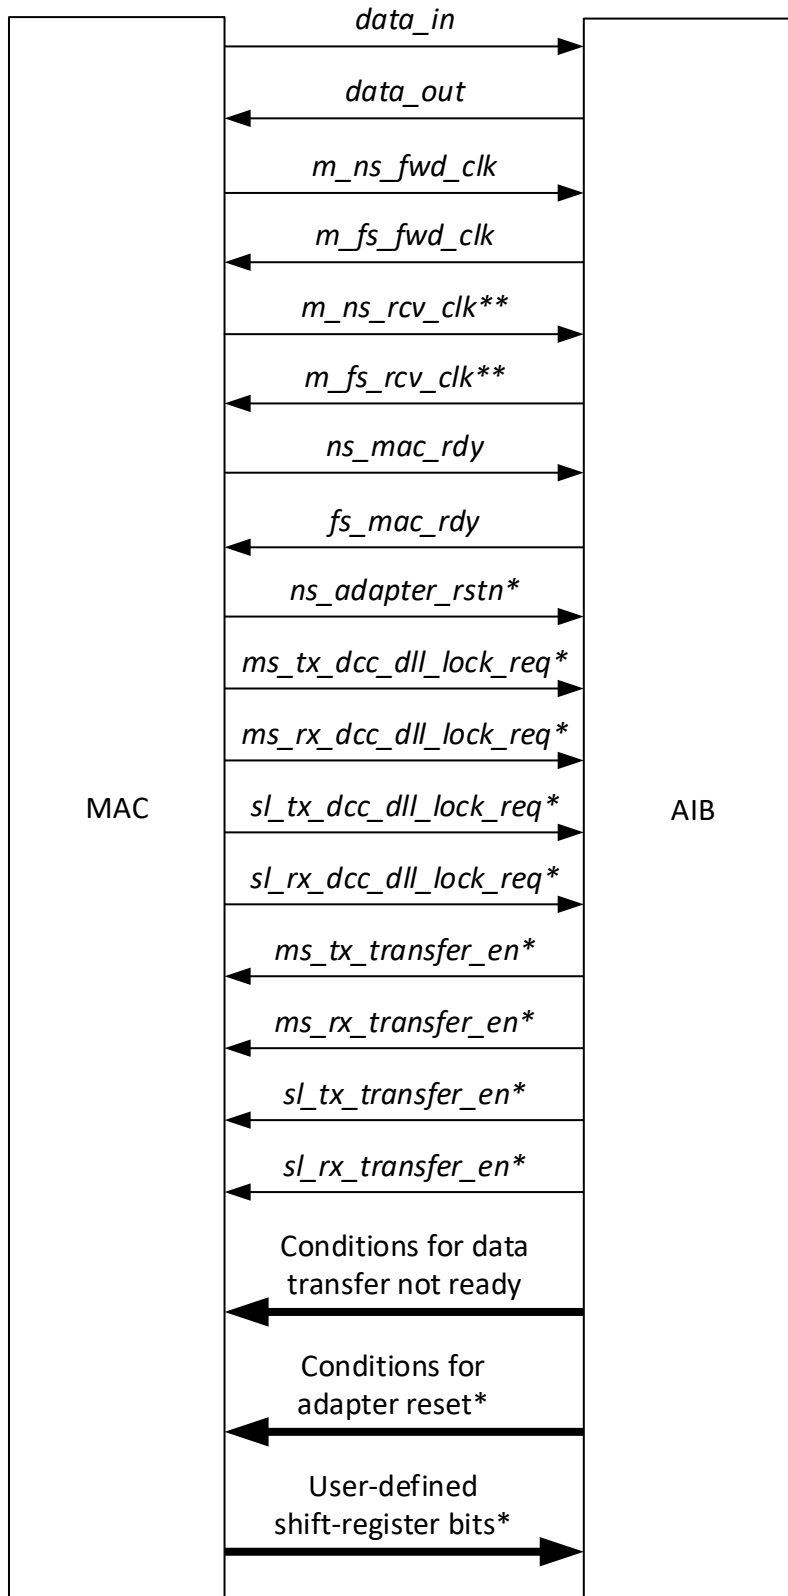 data_in
data_out
m_ns_fwd_clk
m_fs_fwd_clk
m_ns_rcv_clk**
m_fs_rcv_clk**
ns_mac_rdy
fs_mac_rdy
ns_adapter_rstn*
ms_tx_dcc_dll_lock_req*
ms_rx_dcc_dll_lock_req*
MAC
sl_tx_dcc_dll_lock_req*
AIB
sl_rx_dcc_dll_lock_req*
ms_tx_transfer_en*
ms_rx_transfer_en*
sl_tx_transfer_en*
sl_rx_transfer_en*
Conditions for data
transfer not ready
Conditions for
adapter reset*
User-defined
shift-register bits*